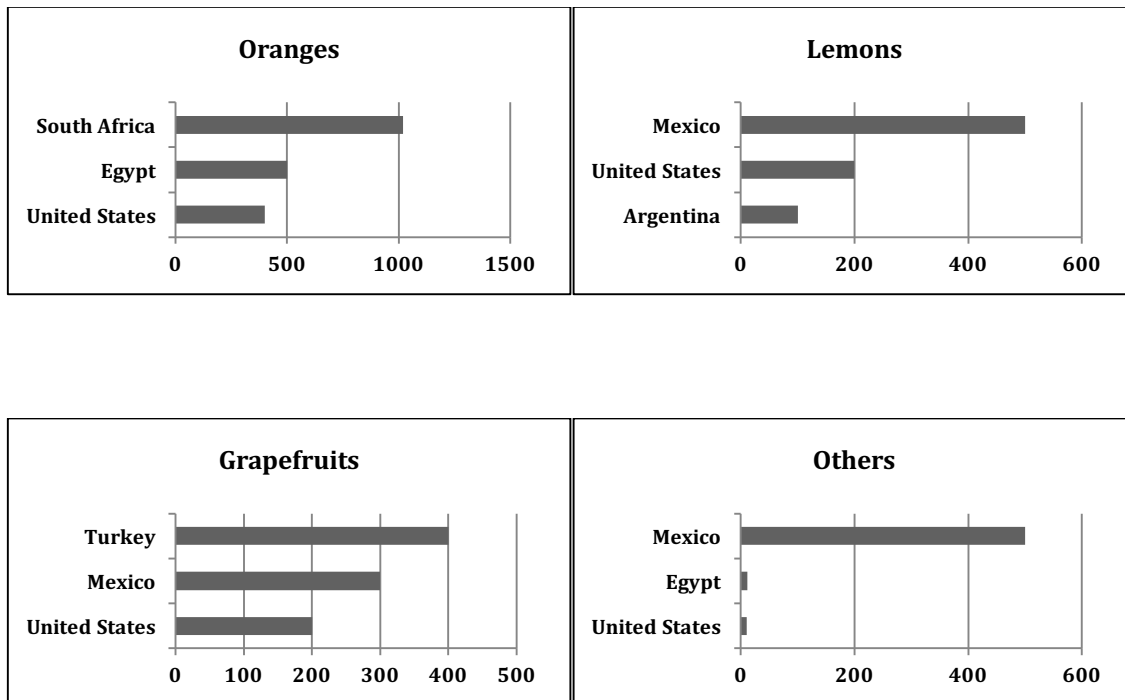 Oranges
South Africa
Egypt
United States
0 500 1000 1500
Lemons
Mexico
United States
Argentina
0 200 400 600
Grapefruits
Turkey
Mexico
United States
0 100 200 300 400 500
Others
Mexico
Egypt
United States
0 200 400 600